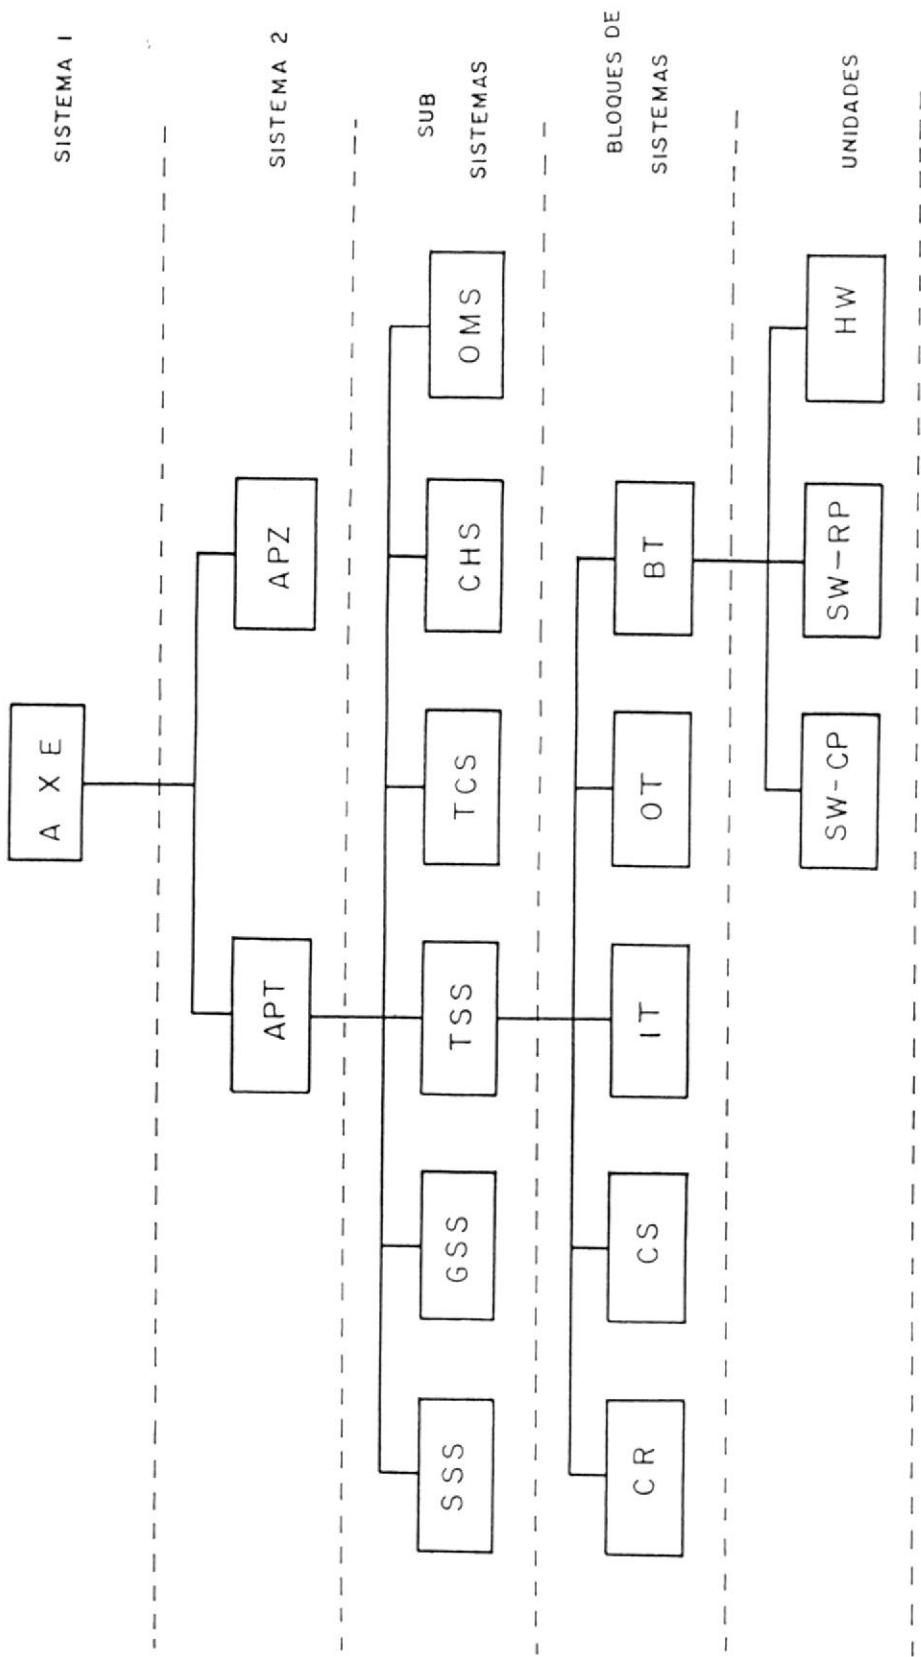 A X E
SISTEMA 1
APT
APZ
SISTEMA 2
SSS
GSS
TSS
TCS
CHS
OMS
SUB
SISTEMAS
CR
CS
IT
OT
BT
BLOQUES DE
SISTEMAS
SW-CP
SW-RP
HW
UNIDADES